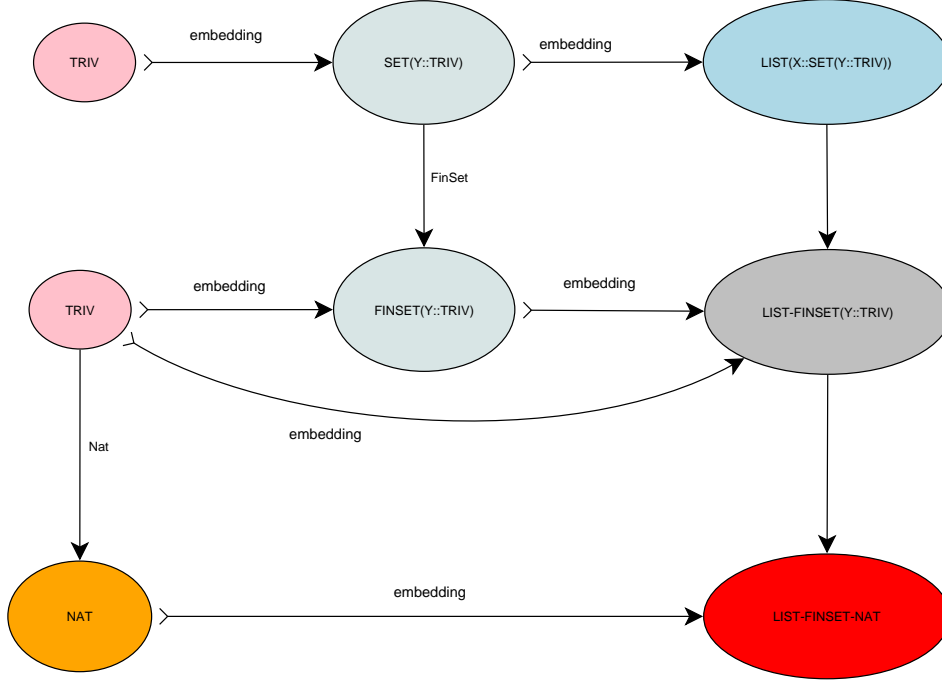 embedding
embedding
TRIV
SET(Y::TRIV)
LIST(X::SET(Y::TRIV))
FinSet
embedding
embedding
TRIV
FINSET(Y::TRIV)
LIST-FINSET(Y::TRIV)
embedding
Nat
embedding
NAT
LIST-FINSET-NAT